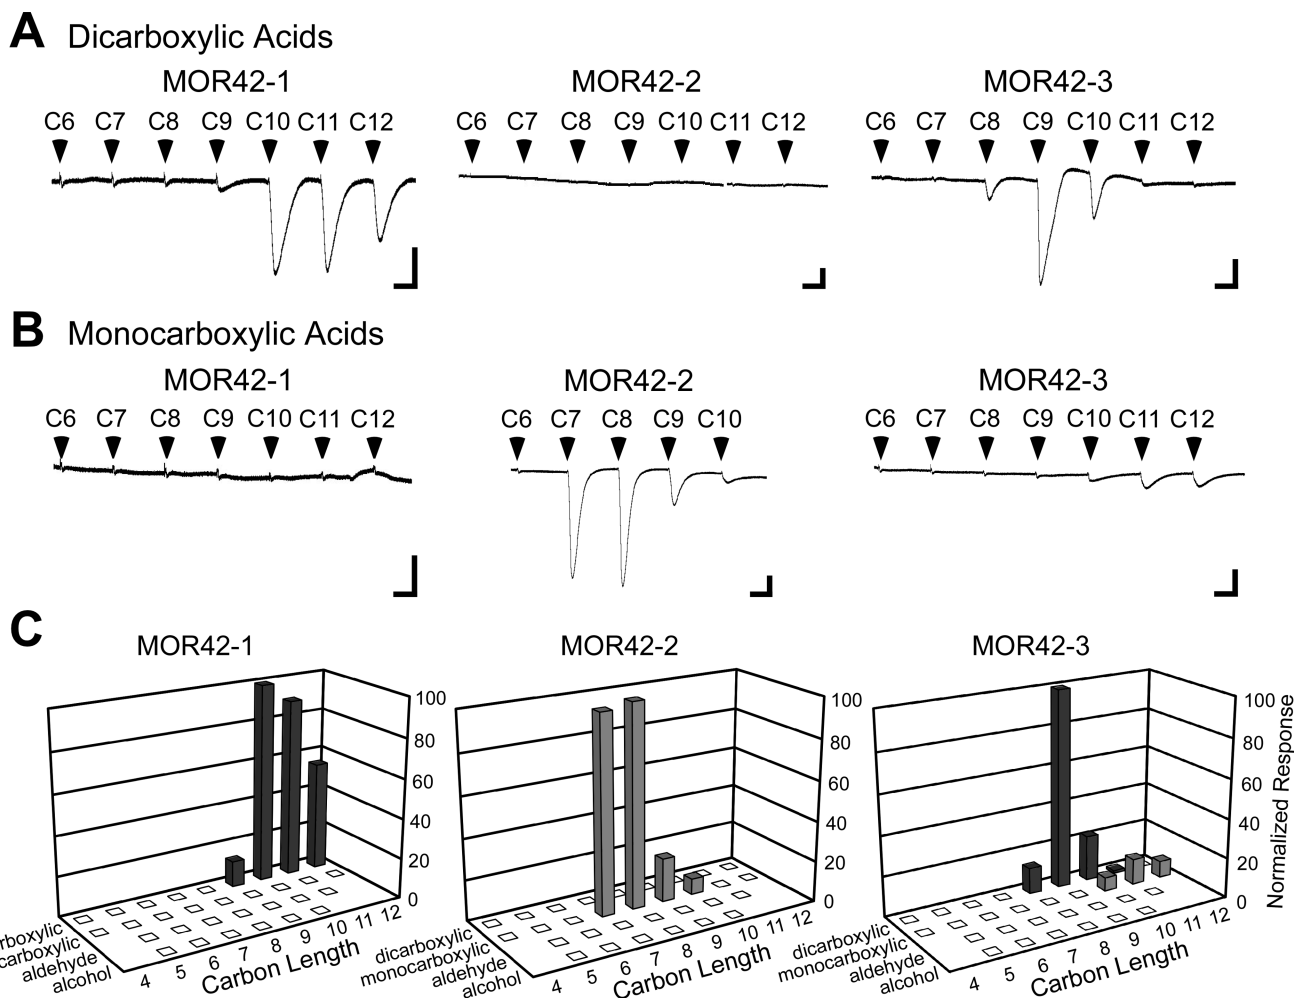 A Dicarboxylic Acids
MOR42-1 MOR42-2 MOR42-3
C6 C7 C8 C9 C10 C11 C12 C6 C7 C8 C9 C10 C11 C12 C6 C7 C8 C9 C10 C11 C12
B Monocarboxylic Acids
MOR42-1 MOR42-2 MOR42-3
C6 C7 C8 C9 C10 C11 C12 C6 C7 C8 C9 C10 C6 C7 C8 C9 C10 C11 C12
C
MOR42-1
100
80
60
40
20
0
rboxylic
carboxylic
aldehyde
alcohol
4 5 6 7 8 9 10 11 12
Carbon Length
MOR42-2
100
80
60
40
20
0
dicarboxylic
monocarboxylic
aldehyde
alcohol
4 5 6 7 8 9 10 11 12
Carbon Length
MOR42-3
100
80
60
40
20
0
Normalized Response
dicarboxylic
monocarboxylic
aldehyde
alcohol
4 5 6 7 8 9 10 11 12
Carbon Length